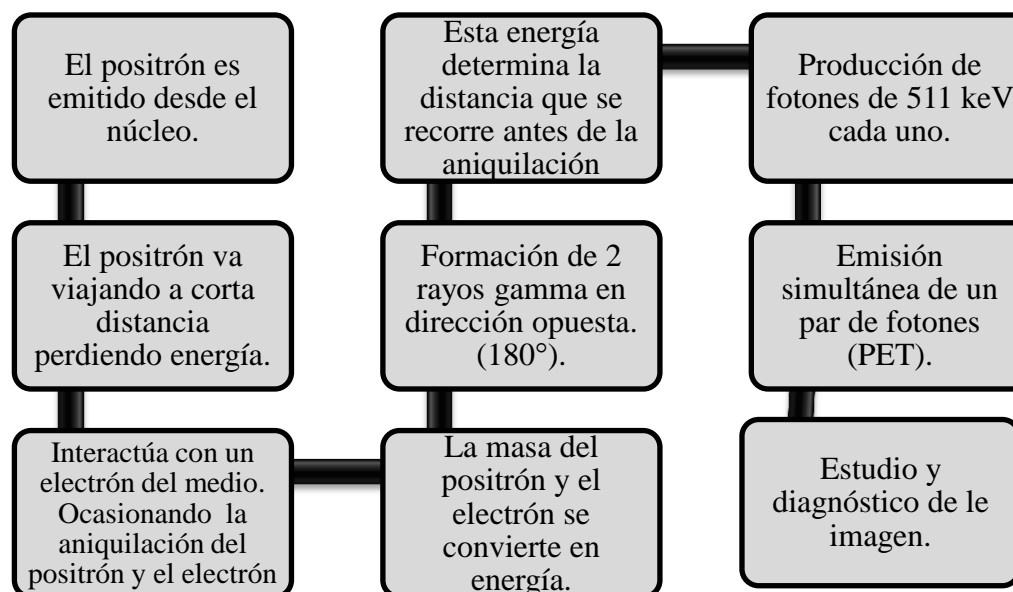 El positrón es
emitido desde el
núcleo.
El positrón va
viajando a corta
distancia
perdiendo energía.
Interactúa con un
electrón del medio.
Ocasionando la
aniquilación del
positrón y el electrón
La masa del
positrón y el
electrón se
convierte en
energía.
Formación de 2
rayos gamma en
dirección opuesta.
(180°).
Esta energía
determina la
distancia que se
recorre antes de la
aniquilación
Producción de
fotones de 511 keV
cada uno.
Emisión
simultánea de un
par de fotones
(PET).
Estudio y
diagnóstico de le
imagen.